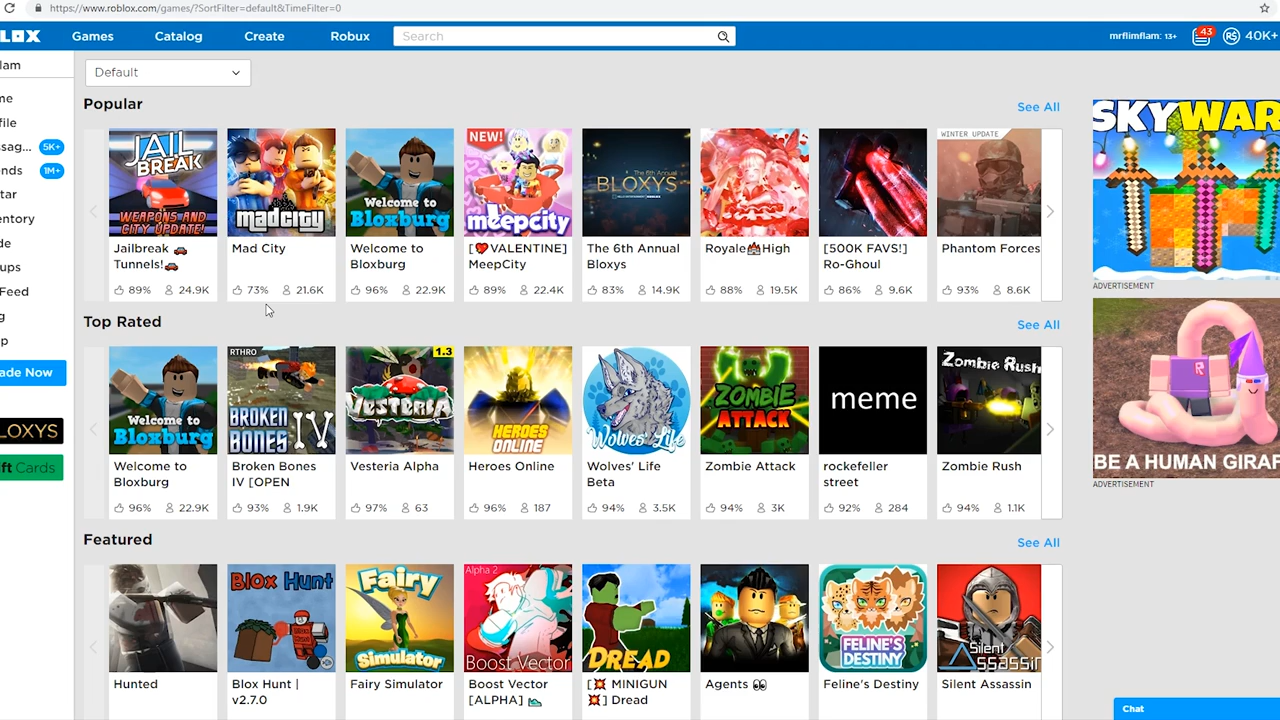 https://www.roblox.com/games/?SortFilter=default&TimeFilter=0
LOX
Games
Catalog
Create
Robux
Search
mrflimflam: 13+
43
40K+
lam
me
file
ssag...
5K+
ends
1M+
tar
entory
de
ups
Feed
g
p
ade Now
LOXYS
ft Cards
Default
Popular
See All
JAIL BREAK
WEAPONS AND CITY UPDATE!
madcity
Welcome to
Bloxburg
NEW!
meepcity
The 6th Annual
BLOXYS
WINTER UPDATE
Jailbreak 🚗
Tunnels!🚗
89%
24.9K
Mad City
73%
21.6K
Welcome to
Bloxburg
96%
22.9K
[❤️VALENTINE]
MeepCity
89%
22.4K
The 6th Annual
Bloxys
83%
14.9K
Royale🏰High
88%
19.5K
[500K FAVS!]
Ro-Ghoul
86%
9.6K
Phantom Forces
93%
8.6K
Top Rated
See All
Welcome to
Bloxburg
RTHRO
BROKEN
BONES IV
1.3
VESTERIA
HEROES
ONLINE
Wolves' Life
ZOMBIE
ATTACK
meme
Zombie Rush
Welcome to
Bloxburg
96%
22.9K
Broken Bones
IV [OPEN
93%
1.9K
Vesteria Alpha
97%
63
Heroes Online
96%
187
Wolves' Life
Beta
94%
3.5K
Zombie Attack
94%
3K
rockefeller
street
92%
284
Zombie Rush
94%
1.1K
Featured
See All
Blox Hunt
Fairy
Simulator
Alpha 2
Boost Vector
DREAD
FELINE'S
DESTINY
Silent
Assassin
Hunted
Blox Hunt |
v2.7.0
Fairy Simulator
Boost Vector
[ALPHA] 👟
[💥 MINIGUN
💥] Dread
Agents 👀
Feline's Destiny
Silent Assassin
SKYWAR
ADVERTISEMENT
R
BE A HUMAN GIRAF
ADVERTISEMENT
Chat